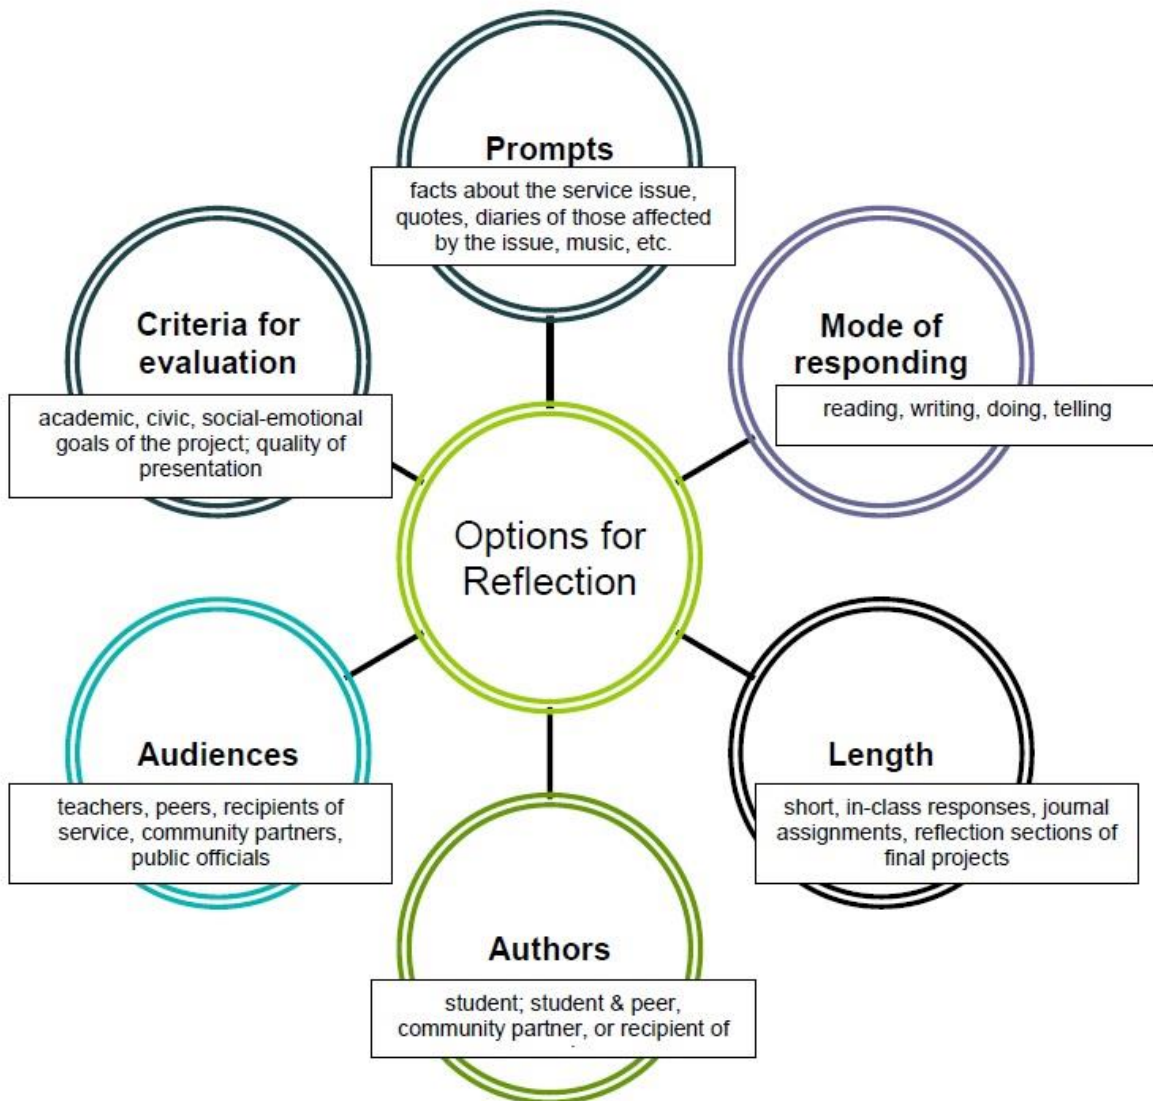 Prompts
facts about the service issue,
quotes, diaries of those affected
by the issue, music, etc.
Mode of
responding
reading, writing, doing, telling
Length
short, in-class responses, journal
assignments, reflection sections of
final projects
Authors
student; student & peer,
community partner, or recipient of
Audiences
teachers, peers, recipients of
service, community partners,
public officials
Criteria for
evaluation
academic, civic, social-emotional
goals of the project; quality of
presentation
Options for
Reflection